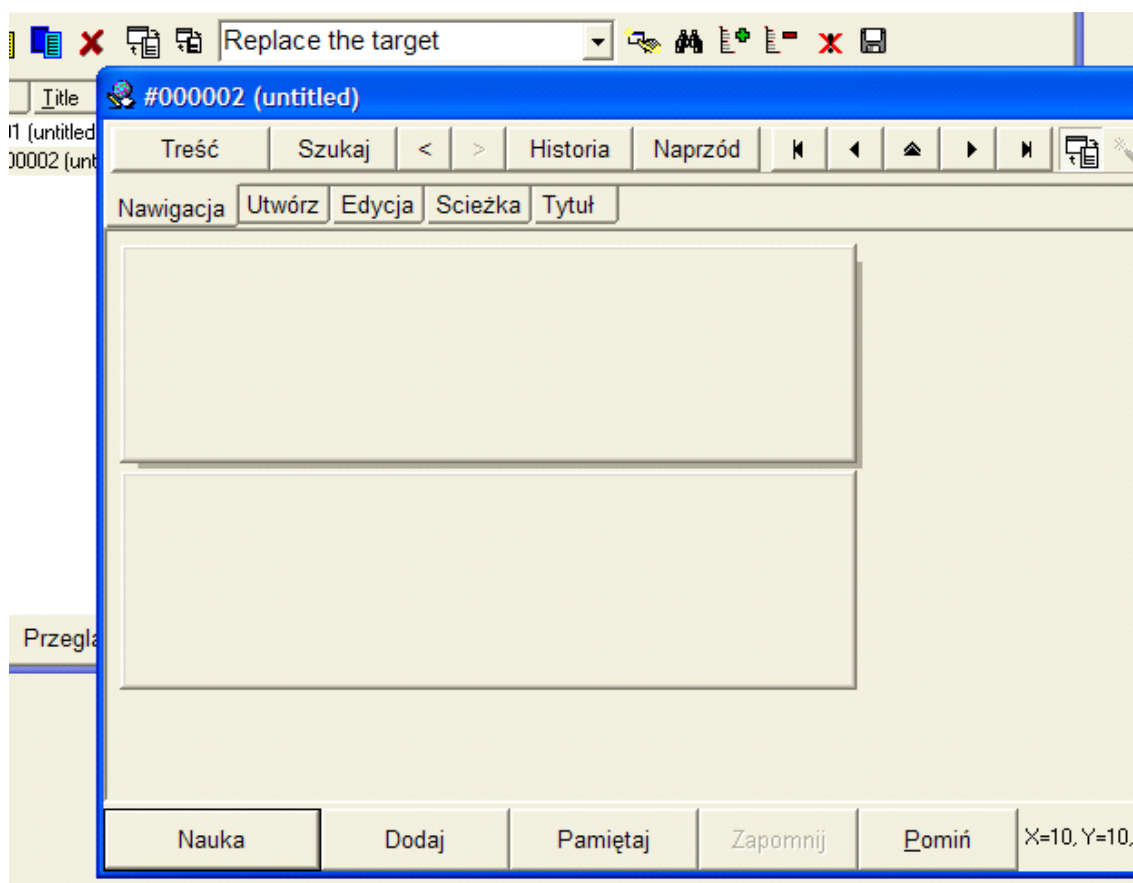 Replace the target
Title
#000002 (untitled)
1 (untitled
Treść Szukaj < > Historia Naprzód
00002 (unt
Nawigacja Utwórz Edycja Scieżka Tytuł
Przeglą
Nauka Dodaj Pamiętaj Zapomnij Pomiń X=10, Y=10,